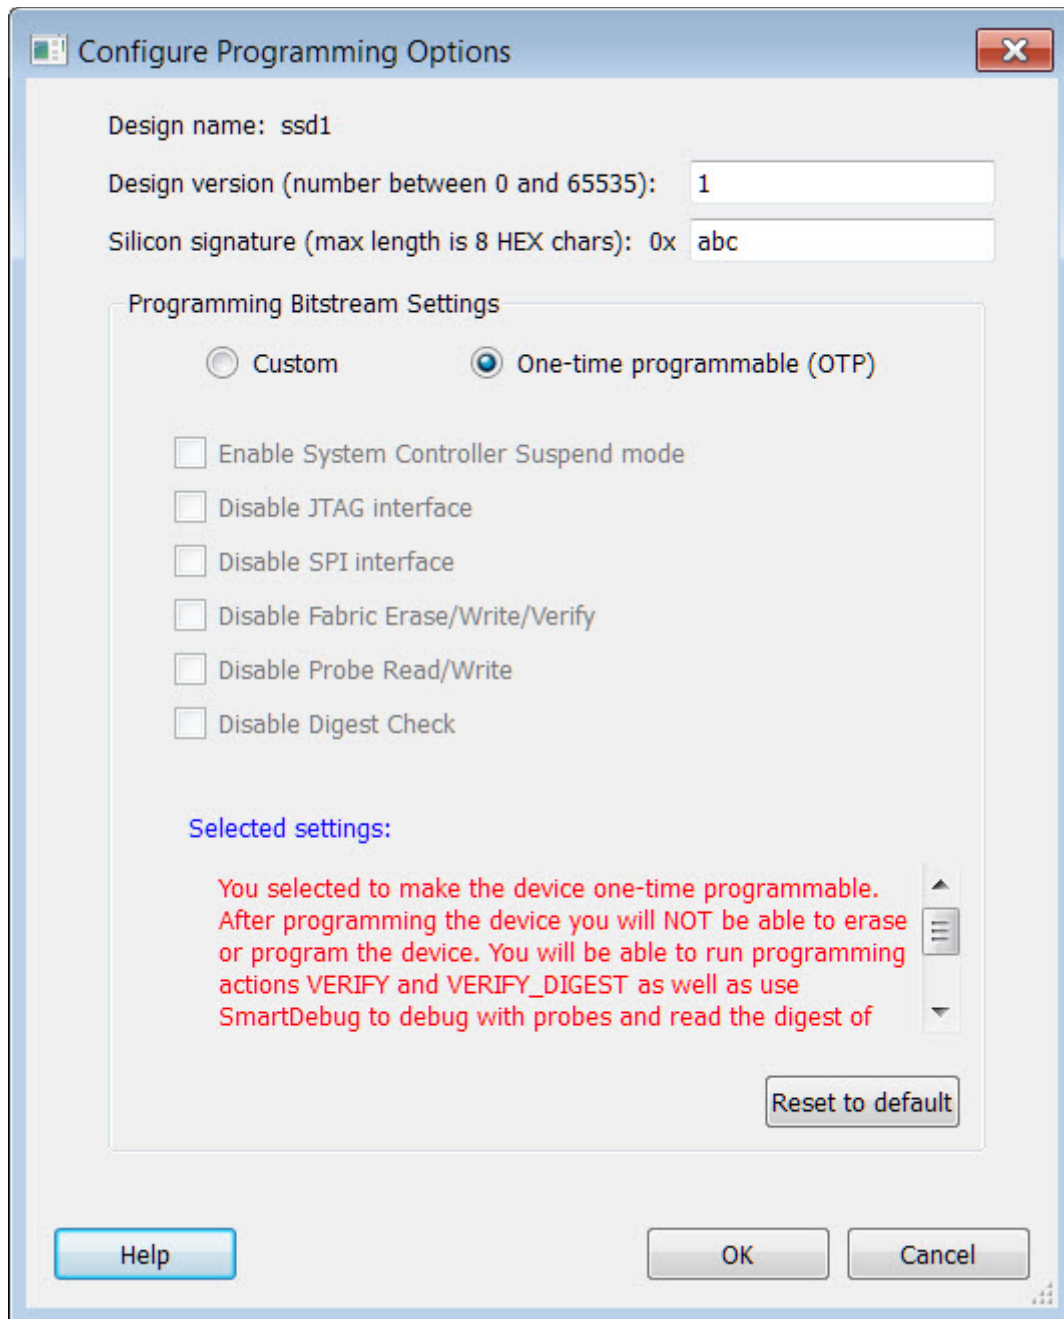 Configure Programming Options
Design name: ssd1
Design version (number between 0 and 65535): 1
Silicon signature (max length is 8 HEX chars): 0x abc
Programming Bitstream Settings
Custom One-time programmable (OTP)
Enable System Controller Suspend mode
Disable JTAG interface
Disable SPI interface
Disable Fabric Erase/Write/Verify
Disable Probe Read/Write
Disable Digest Check
Selected settings:
You selected to make the device one-time programmable.
After programming the device you will NOT be able to erase
or program the device. You will be able to run programming
actions VERIFY and VERIFY_DIGEST as well as use
SmartDebug to debug with probes and read the digest of
Reset to default
Help OK Cancel